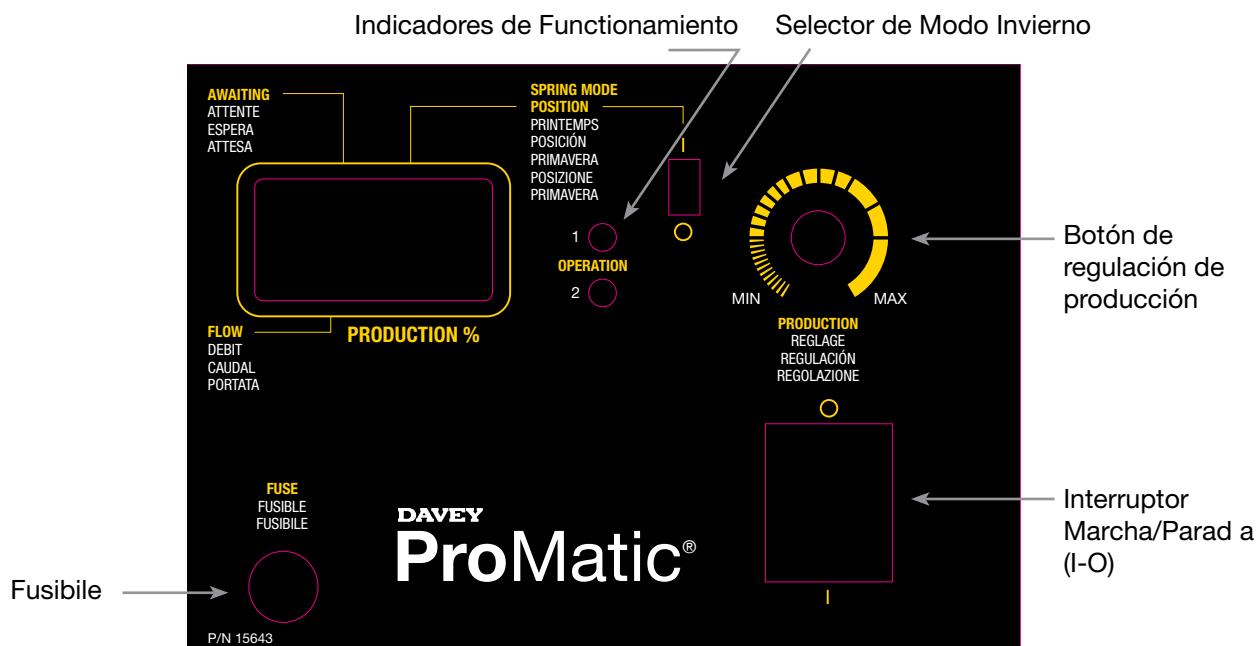 Indicadores de Functionamiento
Selector de Modo Invierno
AWAITING
ATTENTE
ESPERA
ATTESA
SPRING MODE
POSITION
PRINTEMPS
POSICIÓN
PRIMAVERA
POSIZIONE
PRIMAVERA
I
1
OPERATION
2
MIN
MAX
Botón de
regulación de
producción
FLOW
DEBIT
CAUDAL
PORTATA
PRODUCTION %
PRODUCTION
REGLAGE
REGULACIÓN
REGOLAZIONE
O
FUSE
FUSIBLE
FUSIBILE
DAVEY
ProMatic®
Interruptor
Marcha/Parad a
(I-O)
I
Fusibile
P/N 15643